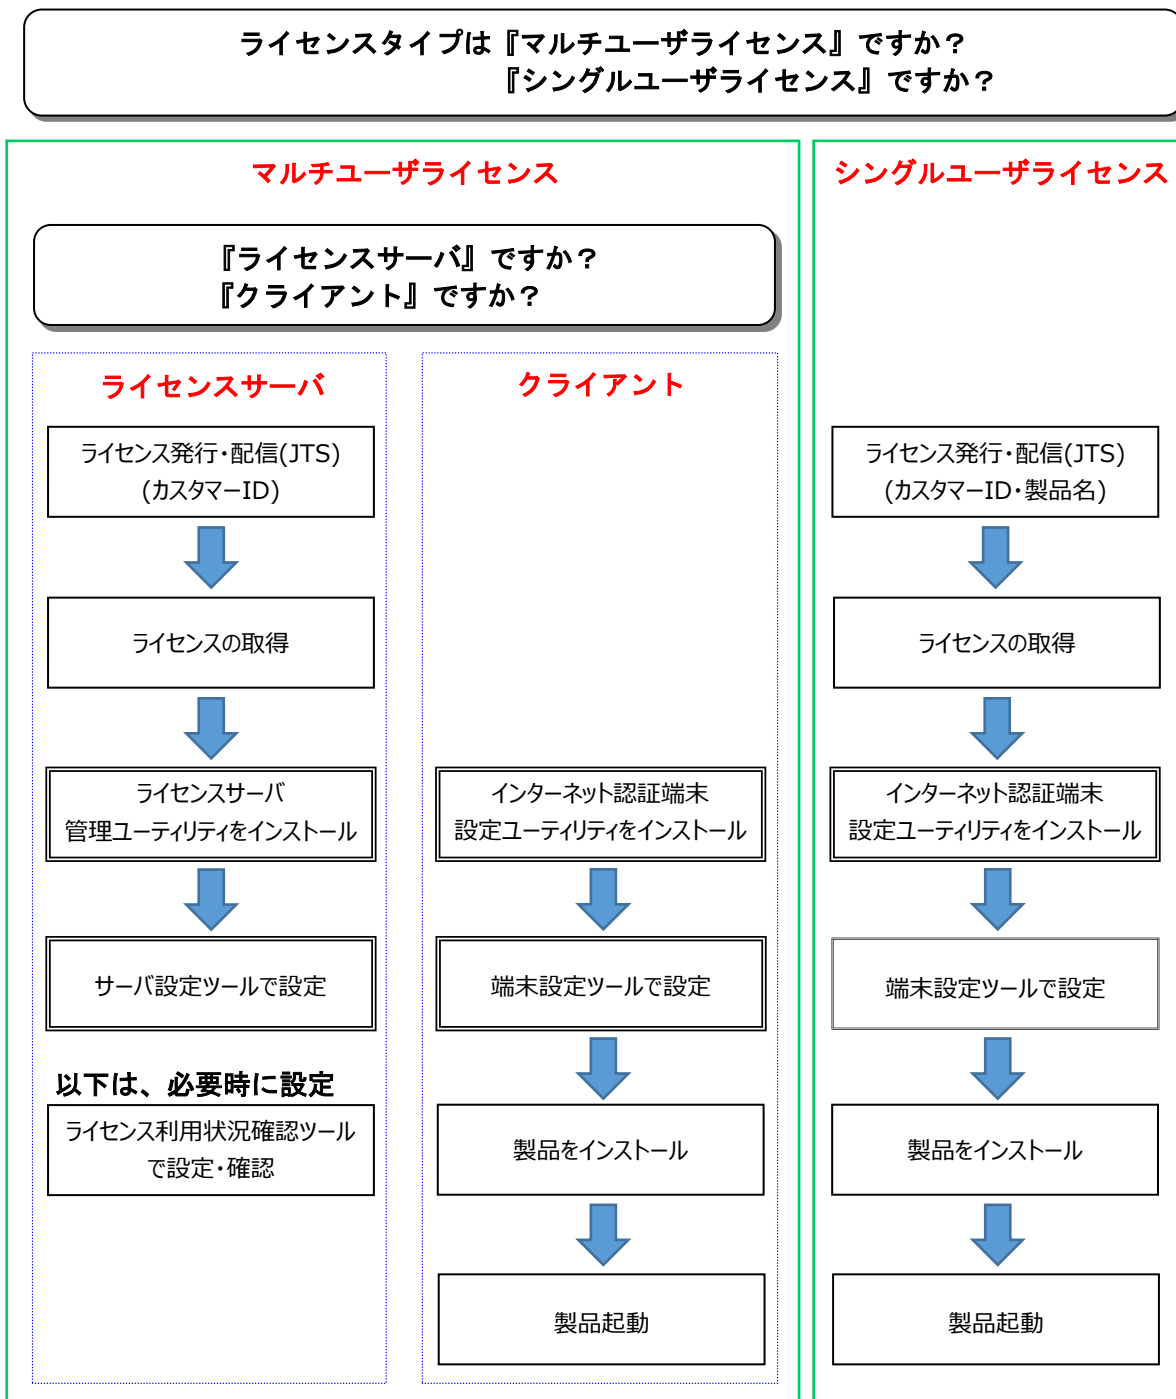 ライセンスタイプは『マルチユーザライセンス』ですか？
『シングルユーザライセンス』ですか？
マルチユーザライセンス
『ライセンスサーバ』ですか？
『クライアント』ですか？
ライセンスサーバ
ライセンス発行・配信(JTS)
(カスタマーID)
ライセンスの取得
ライセンスサーバ
管理ユーティリティをインストール
サーバ設定ツールで設定
以下は、必要時に設定
ライセンス利用状況確認ツール
で設定・確認
クライアント
インターネット認証端末
設定ユーティリティをインストール
端末設定ツールで設定
製品をインストール
製品起動
シングルユーザライセンス
ライセンス発行・配信(JTS)
(カスタマーID・製品名)
ライセンスの取得
インターネット認証端末
設定ユーティリティをインストール
端末設定ツールで設定
製品をインストール
製品起動